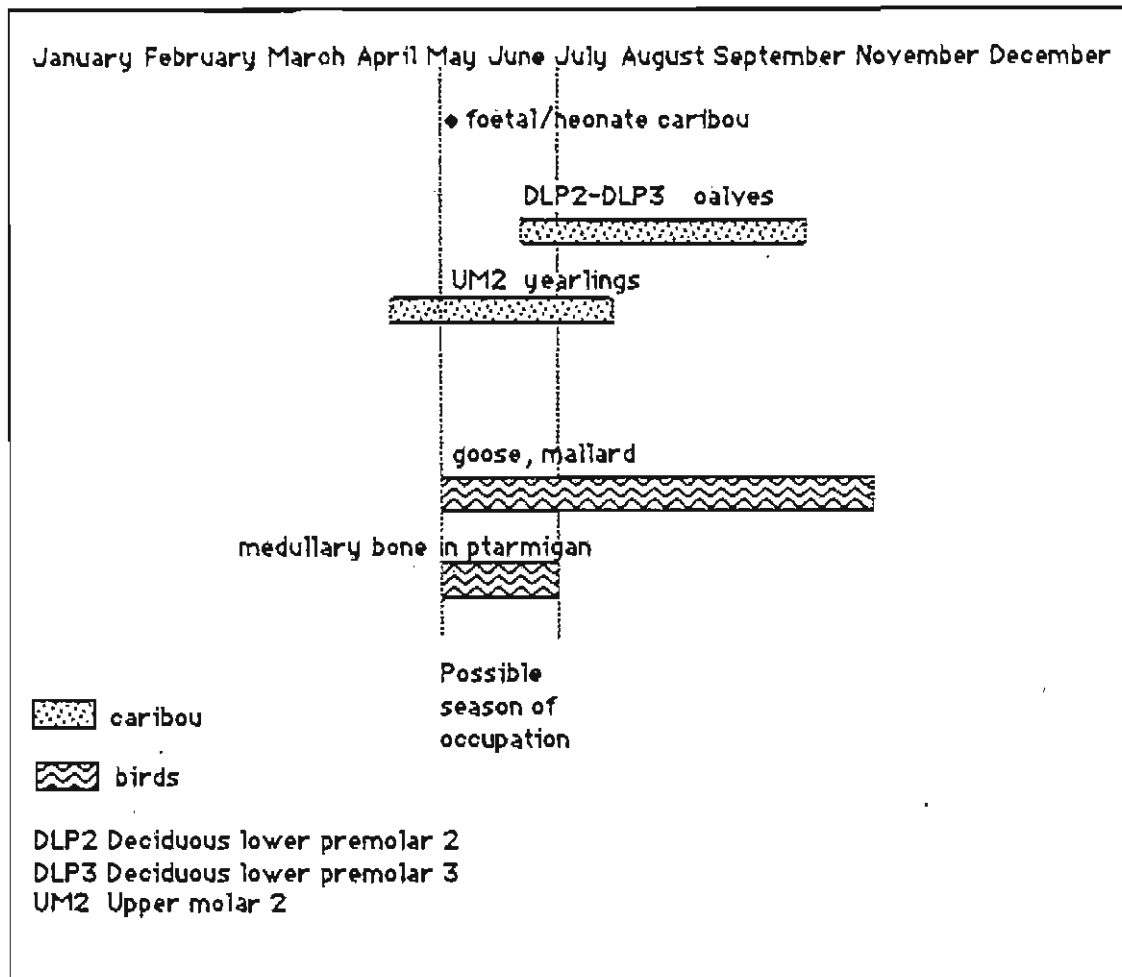 January February March April May June July August September November December
foetal/neonate caribou
DLP2-DLP3 oalves
UM2 yearlings
goose, mallard
medullary bone in ptarmigan
Possible
season of
occupation
caribou
birds
DLP2 Deciduous lower premolar 2
DLP3 Deciduous lower premolar 3
UM2 Upper molar 2